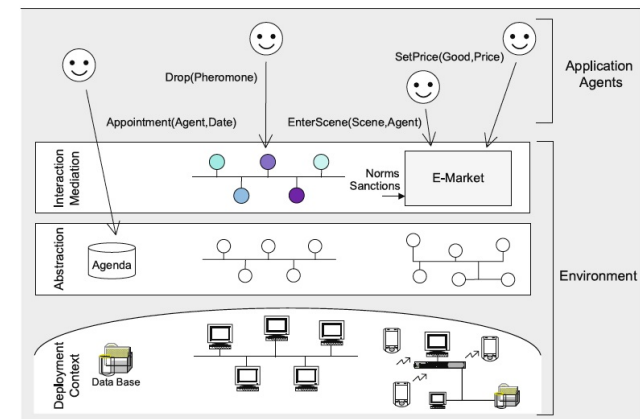 SetPrice(Good,Price)
Application
Agents
Drop(Pheromone)
Appointment(Agent,Date)
EnterScene(Scene,Agent)
Interaction
Mediation
Norms
Sanctions
E-Market
Abstraction
Agenda
Environment
Deployment
Context
Data Base